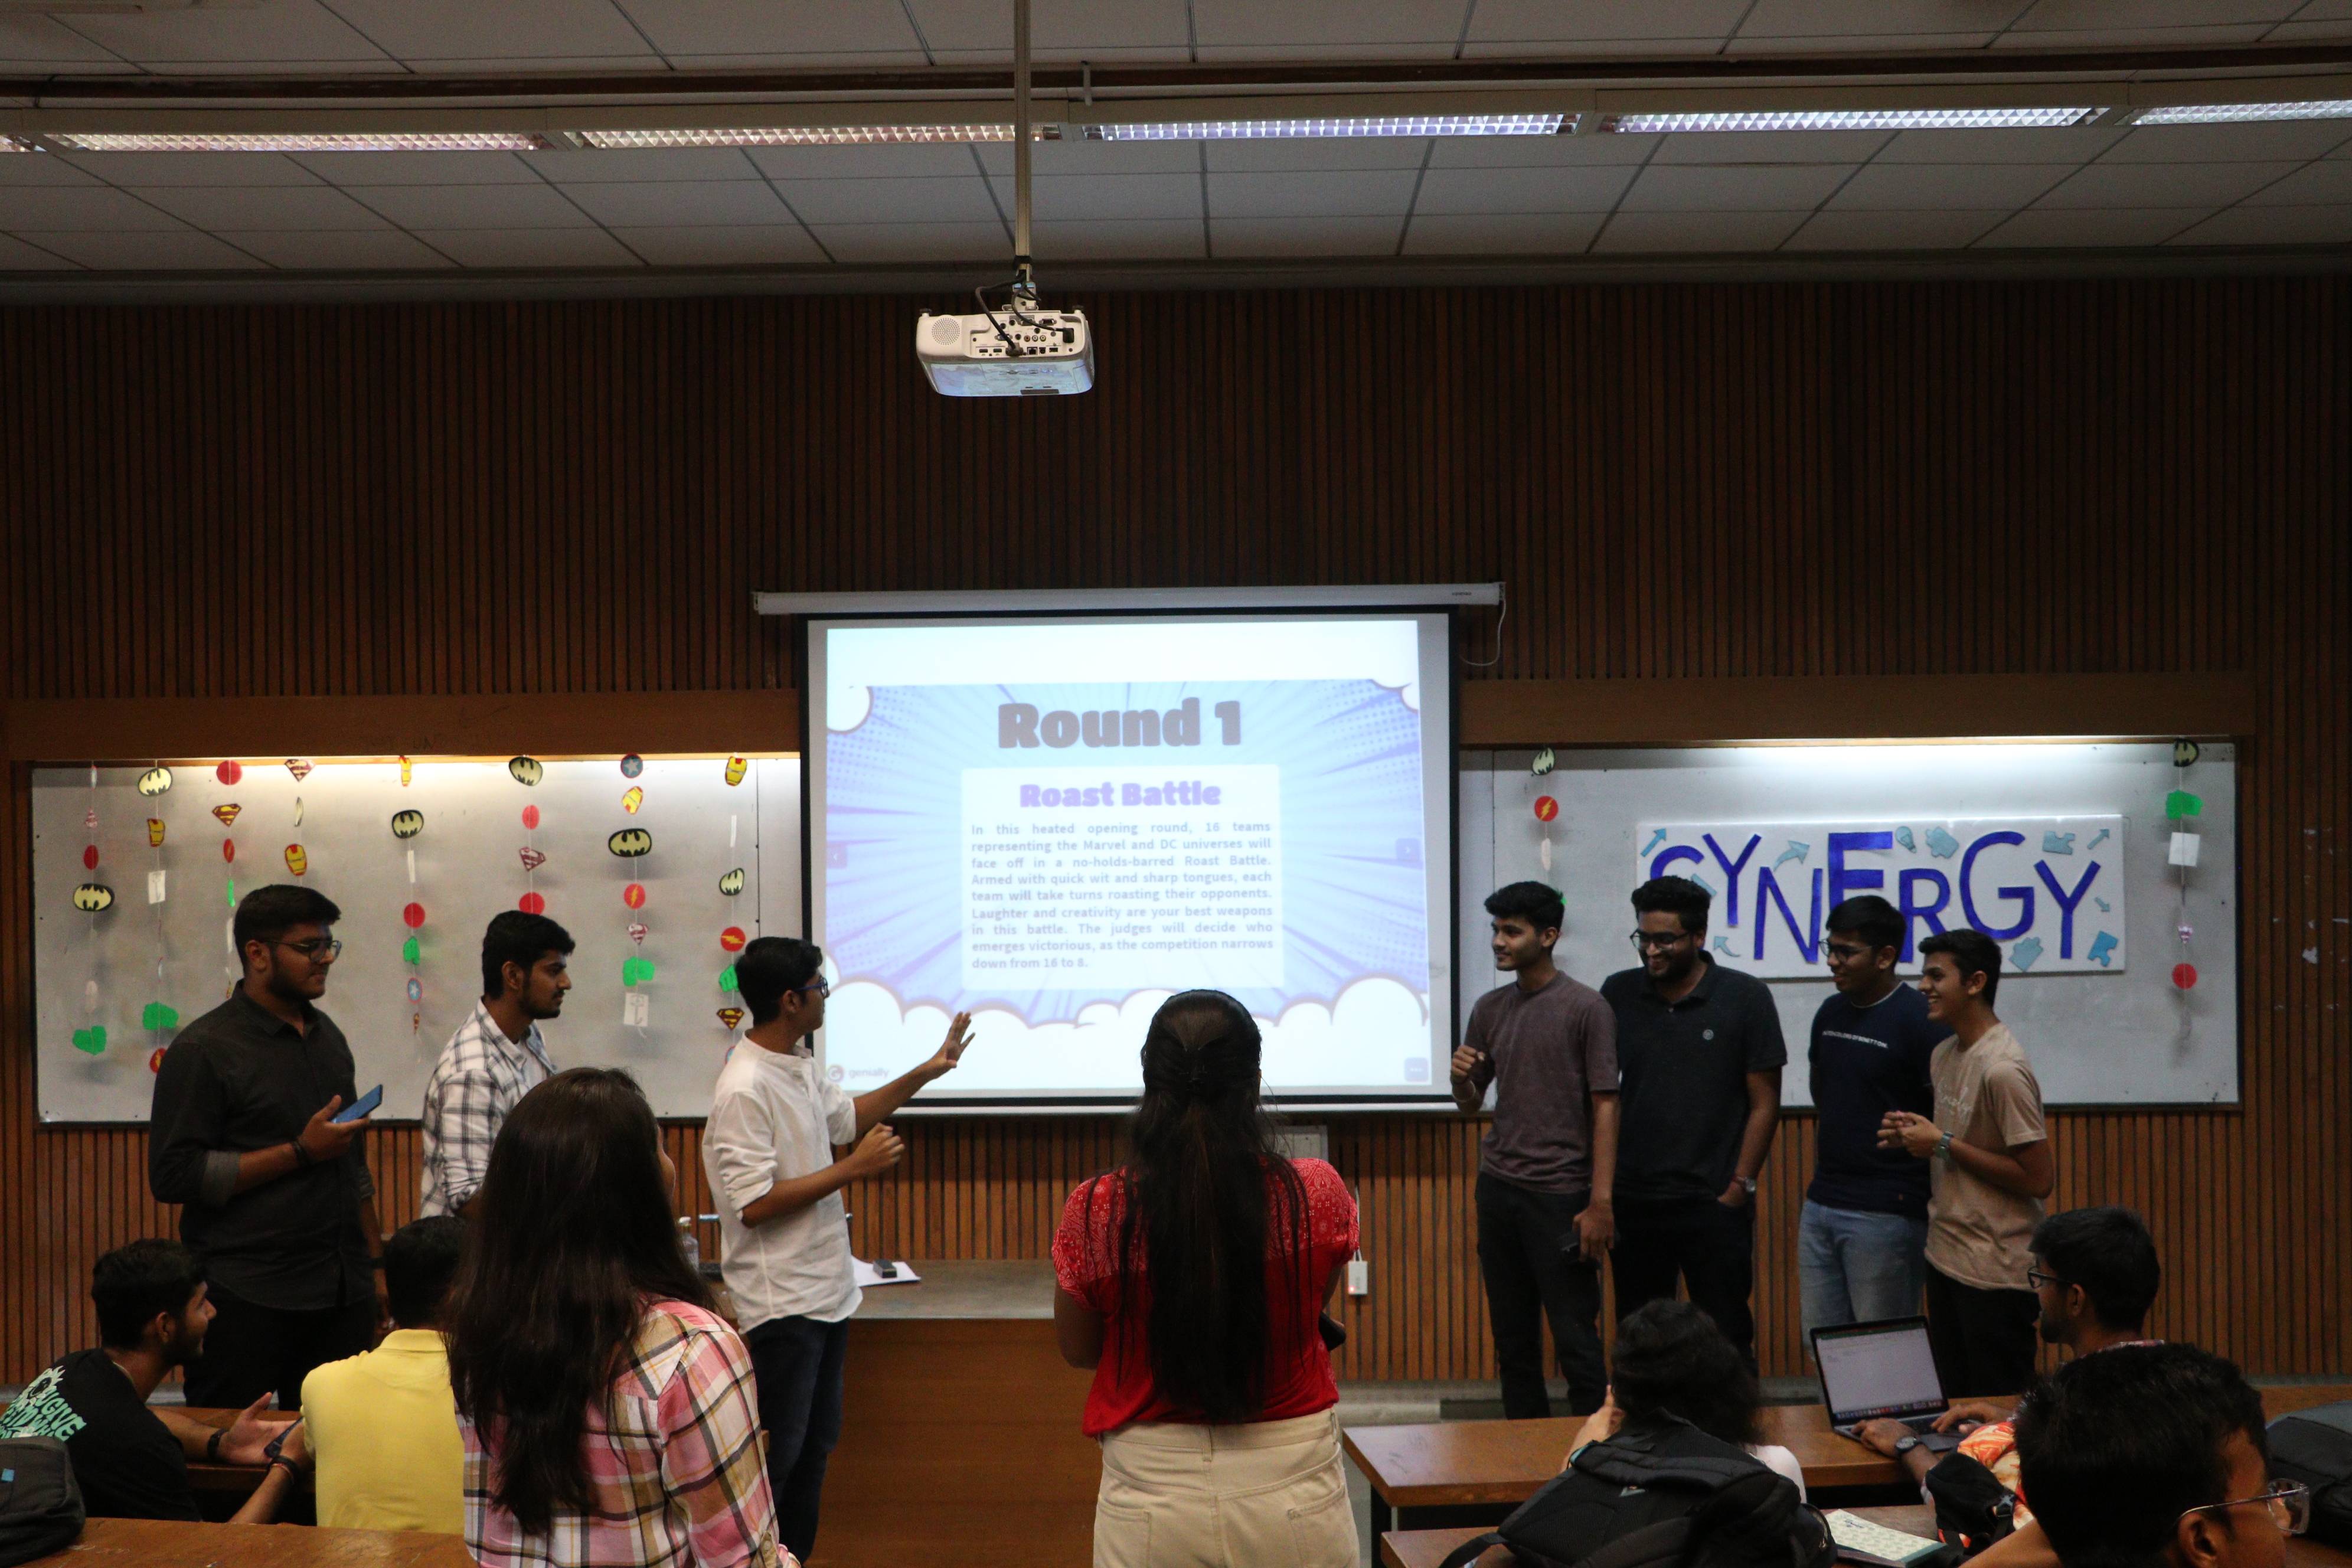 Round 1
Roast Battle
In this heated opening round, 16 teams
representing the Marvel and DC universes will
face off in a no-holds-barred Roast Battle.
Armed with quick wit and sharp tongues, each
team will take turns roasting their opponents.
Laughter and creativity are your best weapons
in this battle. The judges will decide who
emerges victorious, as the competition narrows
down from 16 to 8.
genially
SYNERGY